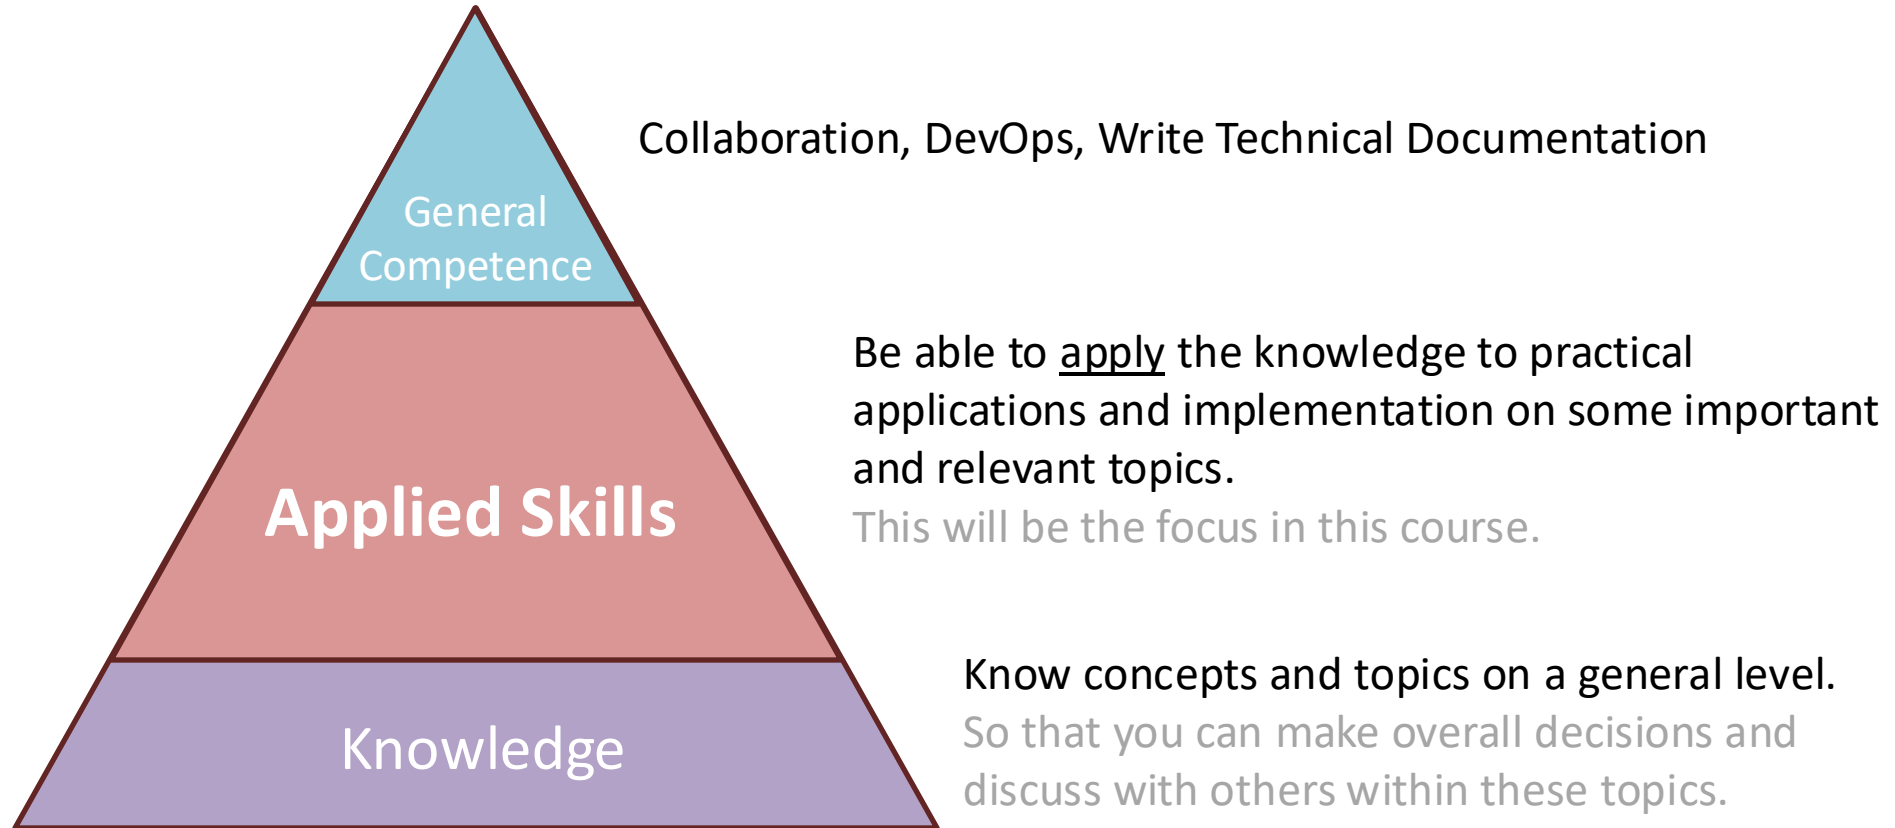 Collaboration, DevOps, Write Technical Documentation
General
Competence
Be able to apply the knowledge to practical
applications and implementation on some important
and relevant topics.
This will be the focus in this course.
Applied Skills
Know concepts and topics on a general level.
So that you can make overall decisions and
discuss with others within these topics.
Knowledge